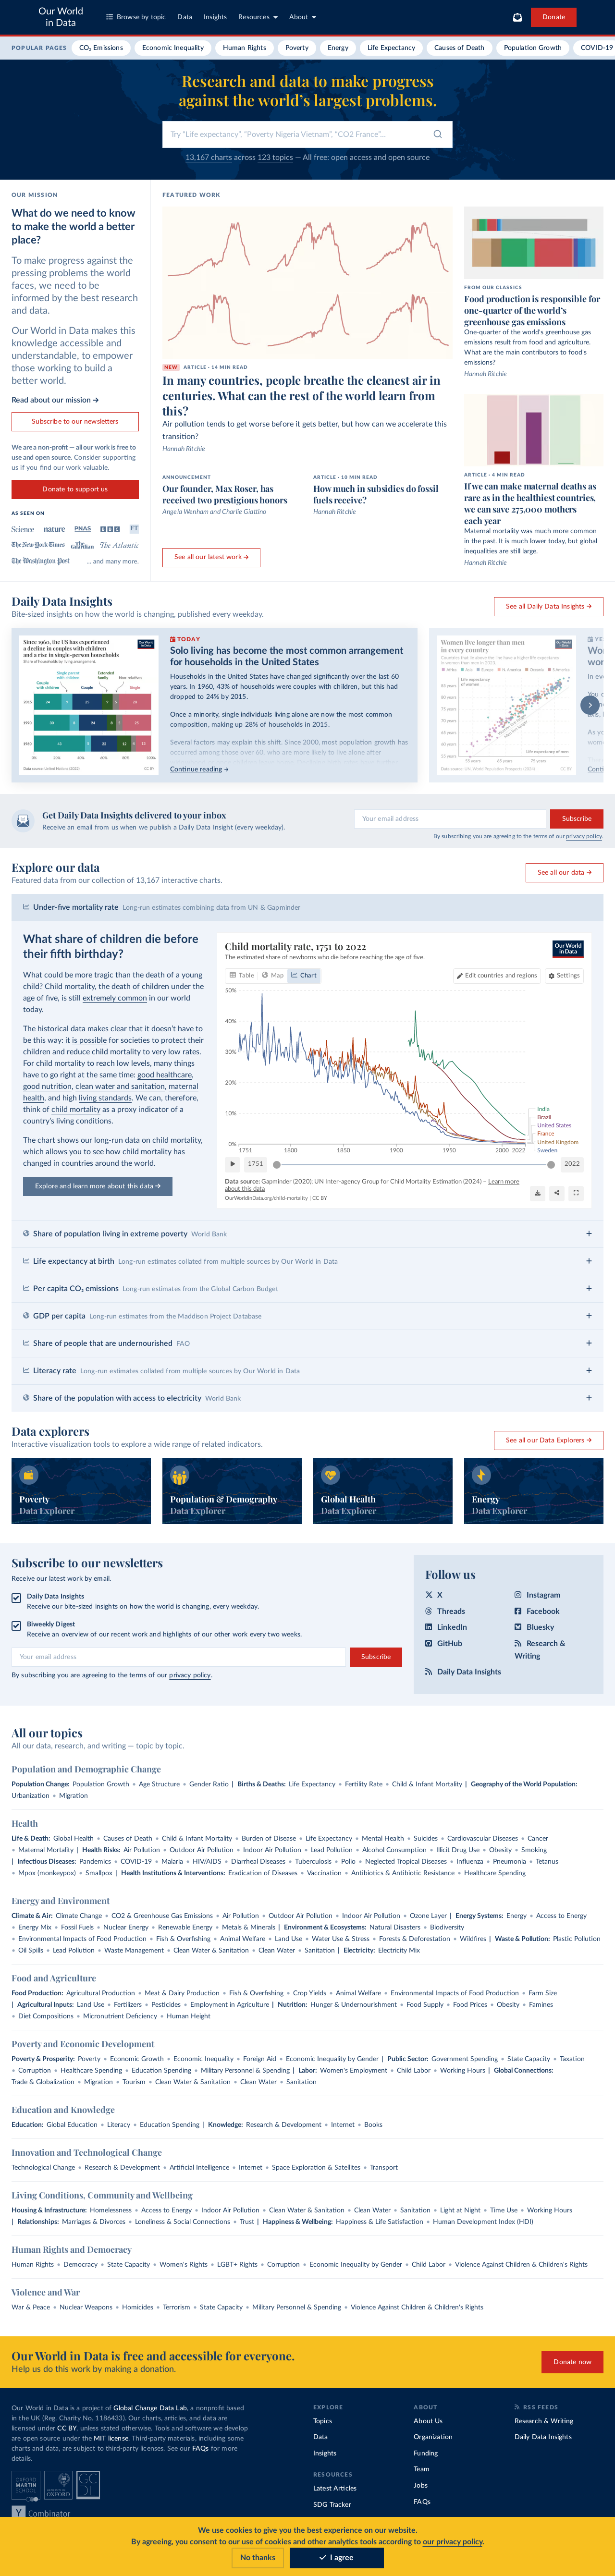 Our World
in Data
Browse by topic
Data
Insights
Resources
About
Donate
POPULAR PAGES
CO₂ Emissions
Economic Inequality
Human Rights
Poverty
Energy
Life Expectancy
Causes of Death
Population Growth
COVID-19
Research and data to make progress
against the world's largest problems.
Try "Life expectancy", "Poverty Nigeria Vietnam", "CO2 France"...
13,167 charts across 123 topics — All free: open access and open source
OUR MISSION
What do we need to know
to make the world a better
place?
To make progress against the
pressing problems the world
faces, we need to be
informed by the best research
and data.
Our World in Data makes this
knowledge accessible and
understandable, to empower
those working to build a
better world.
Read about our mission →
Subscribe to our newsletters
We are a non-profit — all our work is free to
use and open source. Consider supporting
us if you find our work valuable.
Donate to support us
AS SEEN ON
Science
nature
PNAS
BBC
FT
The New York Times
The Guardian
The Atlantic
The Washington Post
... and many more.
FEATURED WORK
NEW ARTICLE - 14 MIN READ
In many countries, people breathe the cleanest air in
centuries. What can the rest of the world learn from
this?
Air pollution tends to get worse before it gets better, but how can we accelerate this
transition?
Hannah Ritchie
ANNOUNCEMENT
Our founder, Max Roser, has
received two prestigious honors
Angela Wenham and Charlie Giattino
ARTICLE - 10 MIN READ
How much in subsidies do fossil
fuels receive?
Hannah Ritchie
See all our latest work →
FROM OUR CLASSICS
Food production is responsible for
one-quarter of the world's
greenhouse gas emissions
One-quarter of the world's greenhouse gas
emissions result from food and agriculture.
What are the main contributors to food's
emissions?
Hannah Ritchie
ARTICLE - 4 MIN READ
If we can make maternal deaths as
rare as in the healthiest countries,
we can save 275,000 mothers
each year
Maternal mortality was much more common
in the past. It is much lower today, but global
inequalities are still large.
Hannah Ritchie
Daily Data Insights
Bite-sized insights on how the world is changing, published every weekday.
See all Daily Data Insights →
Since 1960, the US has experienced
a decline in couples with children
and a rise in single-person households
TODAY
Solo living has become the most common arrangement
for households in the United States
Households in the United States have changed significantly over the last 60
years. In 1960, 43% of households were couples with children, but this had
dropped to 24% by 2015.
Once a minority, single individuals living alone are now the most common
composition, making up 28% of households in 2015.
Several factors may explain this shift. Since 2000, most population growth has
occurred among those over 60, who are more likely to live alone after
Continue reading →
Women live longer than men
in every country
Get Daily Data Insights delivered to your inbox
Receive an email from us when we publish a Daily Data Insight (every weekday).
Your email address
Subscribe
By subscribing you are agreeing to the terms of our privacy policy.
Explore our data
Featured data from our collection of 13,167 interactive charts.
See all our data →
Under-five mortality rate Long-run estimates combining data from UN & Gapminder
What share of children die before
their fifth birthday?
What could be more tragic than the death of a young
child? Child mortality, the death of children under the
age of five, is still extremely common in our world
today.
The historical data makes clear that it doesn't have to
be this way: it is possible for societies to protect their
children and reduce child mortality to very low rates.
For child mortality to reach low levels, many things
have to go right at the same time: good healthcare,
good nutrition, clean water and sanitation, maternal
health, and high living standards. We can, therefore,
think of child mortality as a proxy indicator of a
country's living conditions.
The chart shows our long-run data on child mortality,
which allows you to see how child mortality has
changed in countries around the world.
Explore and learn more about this data →
Child mortality rate, 1751 to 2022
The estimated share of newborns who die before reaching the age of five.
Our World
in Data
Table
Map
Chart
Edit countries and regions
Settings
50%
40%
30%
20%
10%
0%
India
Brazil
United States
France
United Kingdom
Sweden
1751
1800
1850
1900
1950
2000
2022
1751
2022
Data source: Gapminder (2020); UN Inter-agency Group for Child Mortality Estimation (2024) – Learn more
about this data
OurWorldinData.org/child-mortality | CC BY
Share of population living in extreme poverty World Bank
Life expectancy at birth Long-run estimates collated from multiple sources by Our World in Data
Per capita CO₂ emissions Long-run estimates from the Global Carbon Budget
GDP per capita Long-run estimates from the Maddison Project Database
Share of people that are undernourished FAO
Literacy rate Long-run estimates collated from multiple sources by Our World in Data
Share of the population with access to electricity World Bank
Data explorers
Interactive visualization tools to explore a wide range of related indicators.
See all our Data Explorers →
Poverty
Data Explorer
Population & Demography
Data Explorer
Global Health
Data Explorer
Energy
Data Explorer
Subscribe to our newsletters
Receive our latest work by email.
Daily Data Insights
Receive our bite-sized insights on how the world is changing, every weekday.
Biweekly Digest
Receive an overview of our recent work and highlights of our other work every two weeks.
Your email address
Subscribe
By subscribing you are agreeing to the terms of our privacy policy.
Follow us
X
Threads
LinkedIn
GitHub
Daily Data Insights
Instagram
Facebook
Bluesky
Research &
Writing
All our topics
All our data, research, and writing — topic by topic.
Population and Demographic Change
Population Change: Population Growth • Age Structure • Gender Ratio | Births & Deaths: Life Expectancy • Fertility Rate • Child & Infant Mortality | Geography of the World Population:
Urbanization • Migration
Health
Life & Death: Global Health • Causes of Death • Child & Infant Mortality • Burden of Disease • Life Expectancy • Mental Health • Suicides • Cardiovascular Diseases • Cancer
• Maternal Mortality | Health Risks: Air Pollution • Outdoor Air Pollution • Indoor Air Pollution • Lead Pollution • Alcohol Consumption • Illicit Drug Use • Obesity • Smoking
| Infectious Diseases: Pandemics • COVID-19 • Malaria • HIV/AIDS • Diarrheal Diseases • Tuberculosis • Polio • Neglected Tropical Diseases • Influenza • Pneumonia • Tetanus
• Mpox (monkeypox) • Smallpox | Health Institutions & Interventions: Eradication of Diseases • Vaccination • Antibiotics & Antibiotic Resistance • Healthcare Spending
Energy and Environment
Climate & Air: Climate Change • CO2 & Greenhouse Gas Emissions • Air Pollution • Outdoor Air Pollution • Indoor Air Pollution • Ozone Layer | Energy Systems: Energy • Access to Energy
• Energy Mix • Fossil Fuels • Nuclear Energy • Renewable Energy • Metals & Minerals | Environment & Ecosystems: Natural Disasters • Biodiversity
• Environmental Impacts of Food Production • Fish & Overfishing • Animal Welfare • Land Use • Water Use & Stress • Forests & Deforestation • Wildfires | Waste & Pollution: Plastic Pollution
• Oil Spills • Lead Pollution • Waste Management • Clean Water & Sanitation • Clean Water • Sanitation | Electricity: Electricity Mix
Food and Agriculture
Food Production: Agricultural Production • Meat & Dairy Production • Fish & Overfishing • Crop Yields • Animal Welfare • Environmental Impacts of Food Production • Farm Size
| Agricultural Inputs: Land Use • Fertilizers • Pesticides • Employment in Agriculture | Nutrition: Hunger & Undernourishment • Food Supply • Food Prices • Obesity • Famines
• Diet Compositions • Micronutrient Deficiency • Human Height
Poverty and Economic Development
Poverty & Prosperity: Poverty • Economic Growth • Economic Inequality • Foreign Aid • Economic Inequality by Gender | Public Sector: Government Spending • State Capacity • Taxation
• Corruption • Healthcare Spending • Education Spending • Military Personnel & Spending | Labor: Women's Employment • Child Labor • Working Hours | Global Connections:
Trade & Globalization • Migration • Tourism • Clean Water & Sanitation • Clean Water • Sanitation
Education and Knowledge
Education: Global Education • Literacy • Education Spending | Knowledge: Research & Development • Internet • Books
Innovation and Technological Change
Technological Change • Research & Development • Artificial Intelligence • Internet • Space Exploration & Satellites • Transport
Living Conditions, Community and Wellbeing
Housing & Infrastructure: Homelessness • Access to Energy • Indoor Air Pollution • Clean Water & Sanitation • Clean Water • Sanitation • Light at Night • Time Use • Working Hours
| Relationships: Marriages & Divorces • Loneliness & Social Connections • Trust | Happiness & Wellbeing: Happiness & Life Satisfaction • Human Development Index (HDI)
Human Rights and Democracy
Human Rights • Democracy • State Capacity • Women's Rights • LGBT+ Rights • Corruption • Economic Inequality by Gender • Child Labor • Violence Against Children & Children's Rights
Violence and War
War & Peace • Nuclear Weapons • Homicides • Terrorism • State Capacity • Military Personnel & Spending • Violence Against Children & Children's Rights
Our World in Data is free and accessible for everyone.
Help us do this work by making a donation.
Donate now
Our World in Data is a project of Global Change Data Lab, a nonprofit based
in the UK (Reg. Charity No. 1186433). Our charts, articles, and data are
licensed under CC BY, unless stated otherwise. Tools and software we develop
are open source under the MIT license. Third-party materials, including some
charts and data, are subject to third-party licenses. See our FAQs for more
details.
OXFORD
MARTIN
SCHOOL
UNIVERSITY OF
OXFORD
GC
DL
Y Combinator
EXPLORE
Topics
Data
Insights
RESOURCES
Latest Articles
SDG Tracker
ABOUT
About Us
Organization
Funding
Team
Jobs
FAQs
RSS FEEDS
Research & Writing
Daily Data Insights
We use cookies to give you the best experience on our website.
By agreeing, you consent to our use of cookies and other analytics tools according to our privacy policy.
No thanks
I agree